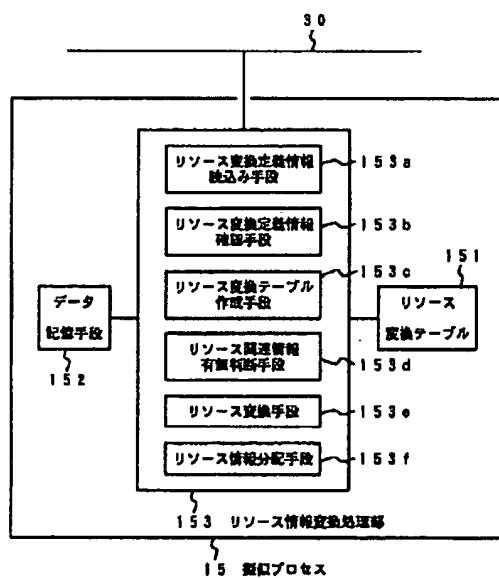 30
リソース変換定義情報
読込み手段
153a
リソース変換定義情報
確認手段
153b
リソース変換テーブル
作成手段
153c
リソース関連情報
有無判断手段
153d
リソース変換手段
153e
リソース情報分配手段
153f
データ
記憶手段
152
151
リソース
変換テーブル
153 リソース情報変換処理部
15 擬似プロセス